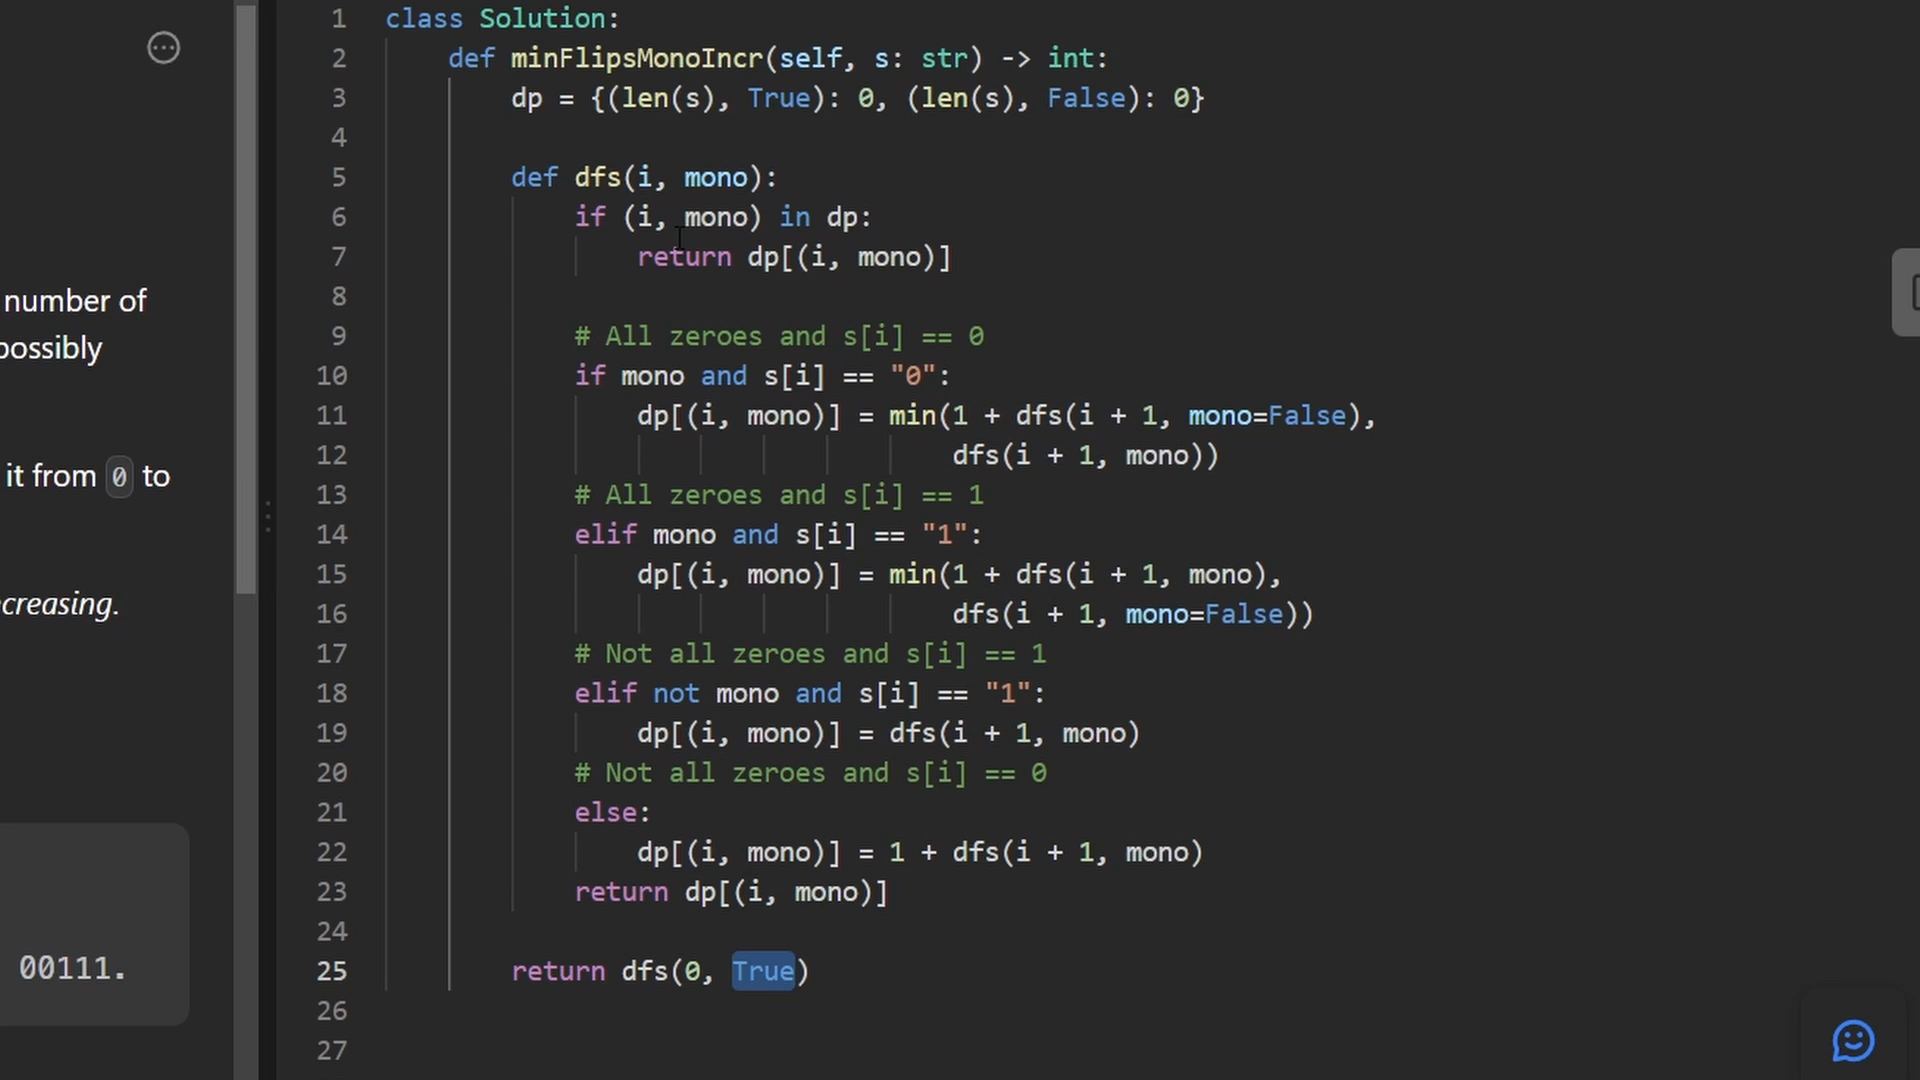 number of
possibly
it from 0 to
creasing.
00111.
1 class Solution:
2     def minFlipsMonoIncr(self, s: str) -> int:
3         dp = {(len(s), True): 0, (len(s), False): 0}
4
5         def dfs(i, mono):
6             if (i, mono) in dp:
7                 return dp[(i, mono)]
8
9             # All zeroes and s[i] == 0
10             if mono and s[i] == "0":
11                 dp[(i, mono)] = min(1 + dfs(i + 1, mono=False),
12                                     dfs(i + 1, mono))
13             # All zeroes and s[i] == 1
14             elif mono and s[i] == "1":
15                 dp[(i, mono)] = min(1 + dfs(i + 1, mono),
16                                     dfs(i + 1, mono=False))
17             # Not all zeroes and s[i] == 1
18             elif not mono and s[i] == "1":
19                 dp[(i, mono)] = dfs(i + 1, mono)
20             # Not all zeroes and s[i] == 0
21             else:
22                 dp[(i, mono)] = 1 + dfs(i + 1, mono)
23             return dp[(i, mono)]
24
25         return dfs(0, True)
26
27